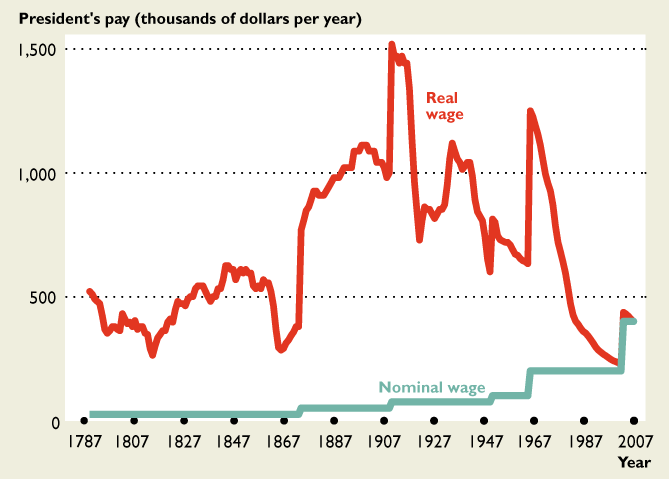 President's pay (thousands of dollars per year)
1,500
Real
wage
1,000
500
Nominal wage
0
1787 1807 1827 1847 1867 1887 1907 1927 1947 1967 1987 2007
Year